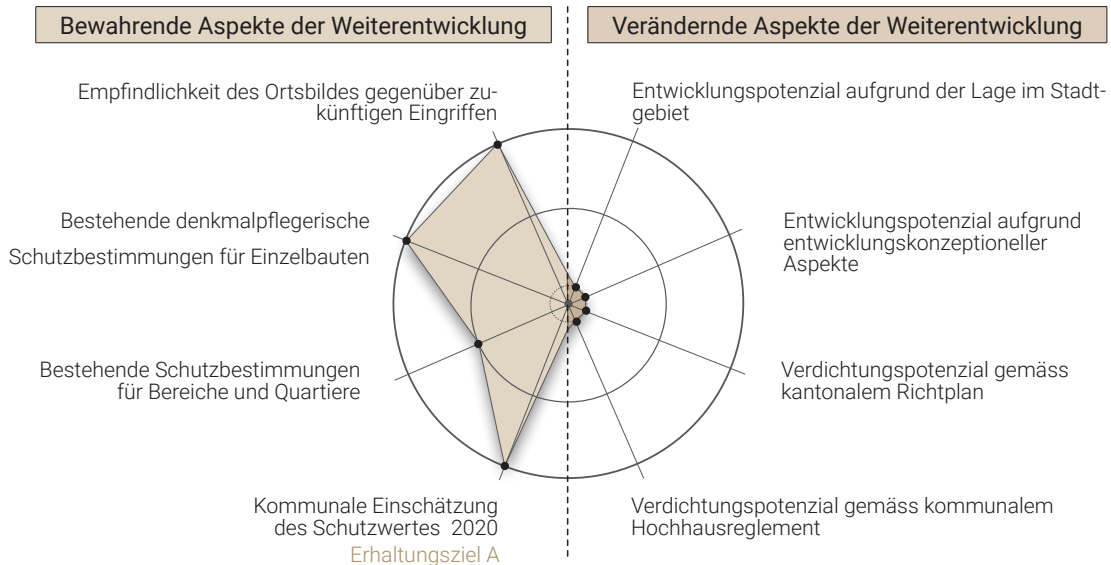 Bewahrende Aspekte der Weiterentwicklung
Verändernde Aspekte der Weiterentwicklung
Empfindlichkeit des Ortsbildes gegenüber zu-
künftigen Eingriffen
Entwicklungspotenzial aufgrund der Lage im Stadt-
gebiet
Bestehende denkmalpflegerische
Schutzbestimmungen für Einzelbauten
Entwicklungspotenzial aufgrund
entwicklungskonzeptioneller
Aspekte
Bestehende Schutzbestimmungen
für Bereiche und Quartiere
Verdichtungspotenzial gemäss
kantonalem Richtplan
Kommunale Einschätzung
des Schutzwertes 2020
Erhaltungsziel A
Verdichtungspotenzial gemäss kommunalem
Hochhausreglement